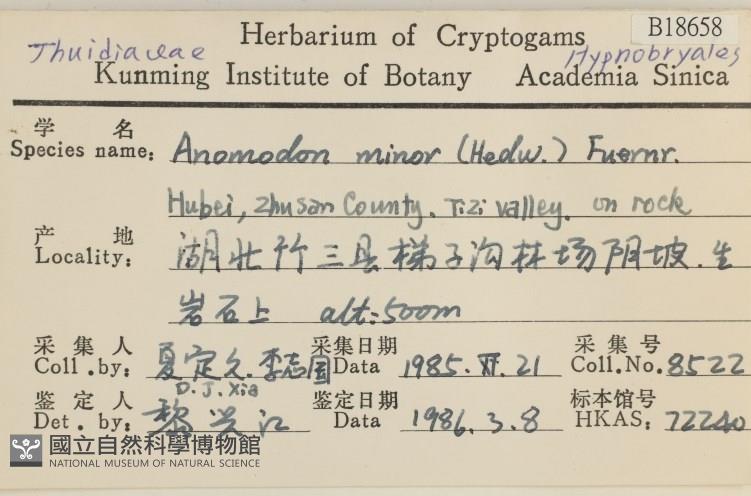 B18658
Thuidiaceae Herbarium of Cryptogams Hypnobryales
Kunming Institute of Botany Academia Sinica
学 名
Species name: Anomodon minor (Hedw.) Fuernr.
Hubei, Zhusan County. Tizi valley. on rock
产 地
Locality: 湖北竹三县梯子沟林场阴坡.生
岩石上 alt:500m
采 集 人 夏定久.李志国 采集日期 采 集 号
Coll .by: D.J.Xia Data 1985. 21 Coll.No. 8522
鉴 定 人 黎兴江 鉴定日期 标本馆号
Det . by: Data 1986.3.8 HKAS: 72240
國立自然科學博物館
NATIONAL MUSEUM OF NATURAL SCIENCE